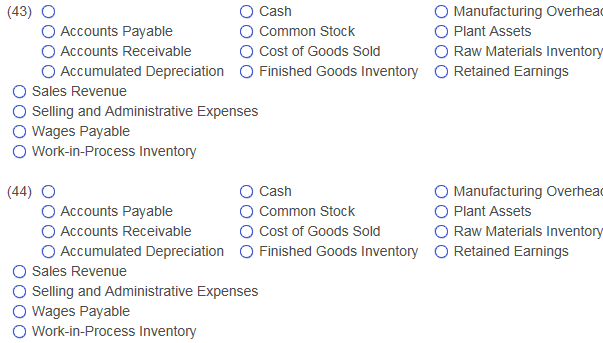 (43) Cash Manufacturing Overhead
Accounts Payable Common Stock Plant Assets
Accounts Receivable Cost of Goods Sold Raw Materials Inventory
Accumulated Depreciation Finished Goods Inventory Retained Earnings
Sales Revenue
Selling and Administrative Expenses
Wages Payable
Work-in-Process Inventory
(44) Cash Manufacturing Overhead
Accounts Payable Common Stock Plant Assets
Accounts Receivable Cost of Goods Sold Raw Materials Inventory
Accumulated Depreciation Finished Goods Inventory Retained Earnings
Sales Revenue
Selling and Administrative Expenses
Wages Payable
Work-in-Process Inventory